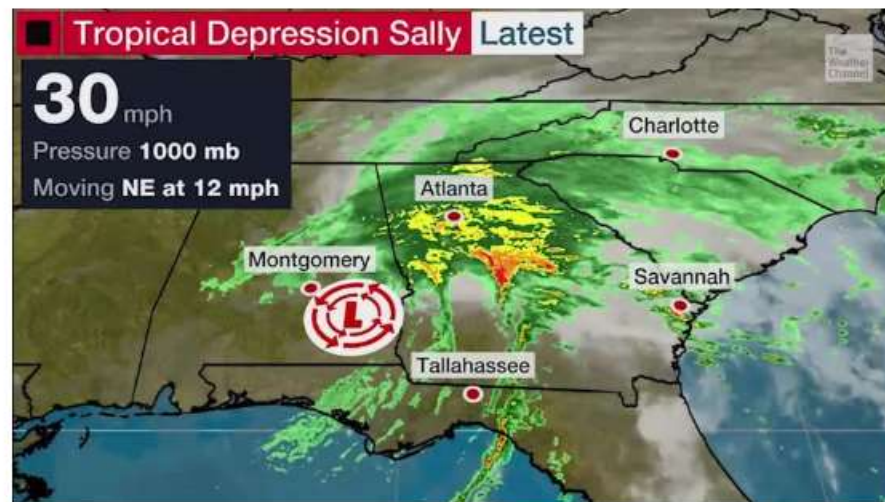 Tropical Depression Sally Latest
The
Weather
Channel
30 mph
Pressure 1000 mb
Moving NE at 12 mph
Charlotte
Atlanta
Montgomery
L
Savannah
Tallahassee